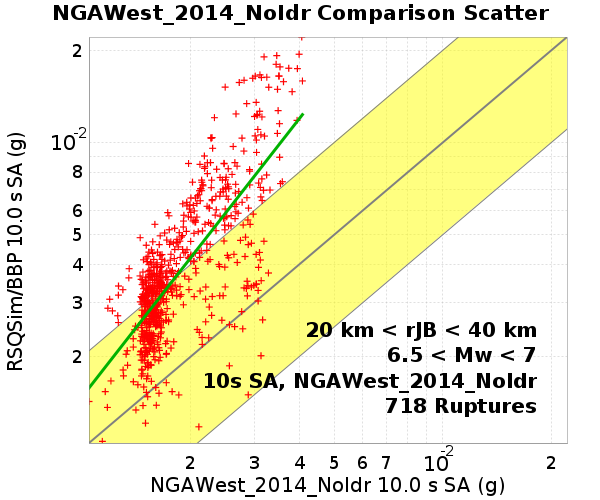 NGAWest_2014_NoIdr Comparison Scatter
RSQSim/BBP 10.0 s SA (g)
2
10-2
8
6
5
4
3
2
20 km < rJB < 40 km
6.5 < Mw < 7
10s SA, NGAWest_2014_NoIdr
718 Ruptures
2 3 4 5 6 7 10-2 2
NGAWest_2014_NoIdr 10.0 s SA (g)